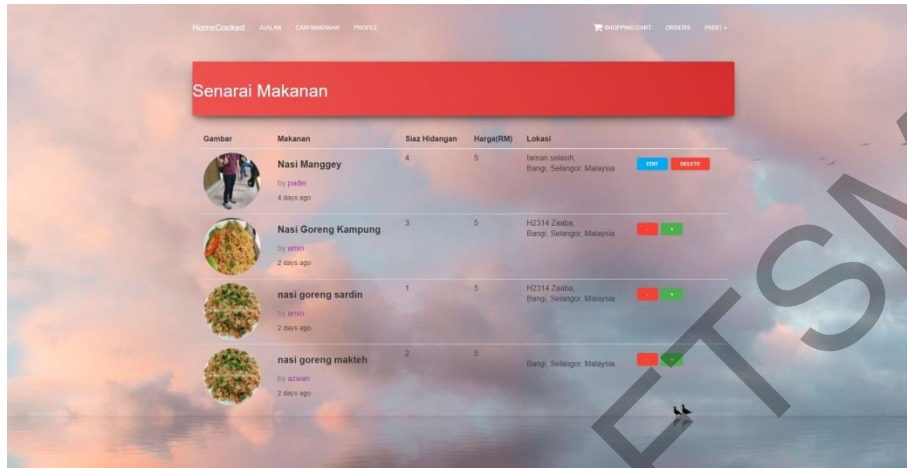 HomeCooked JUALAN CARI MAKANAN PROFILE SHOPPING CART ORDERS PADEI
Senarai Makanan
Gambar Makanan Siaz Hidangan Harga(RM) Lokasi
Nasi Manggey 4 5 taman selasih,
Bangi, Selangor, Malaysia EDIT DELETE
by padei
4 days ago
Nasi Goreng Kampung 3 5 H2314 Zaaba,
Bangi, Selangor, Malaysia - +
by amin
2 days ago
nasi goreng sardin 1 5 H2314 Zaaba,
Bangi, Selangor, Malaysia - +
by amin
2 days ago
nasi goreng makteh 2 5 ,
Bangi, Selangor, Malaysia - +
by azwan
2 days ago